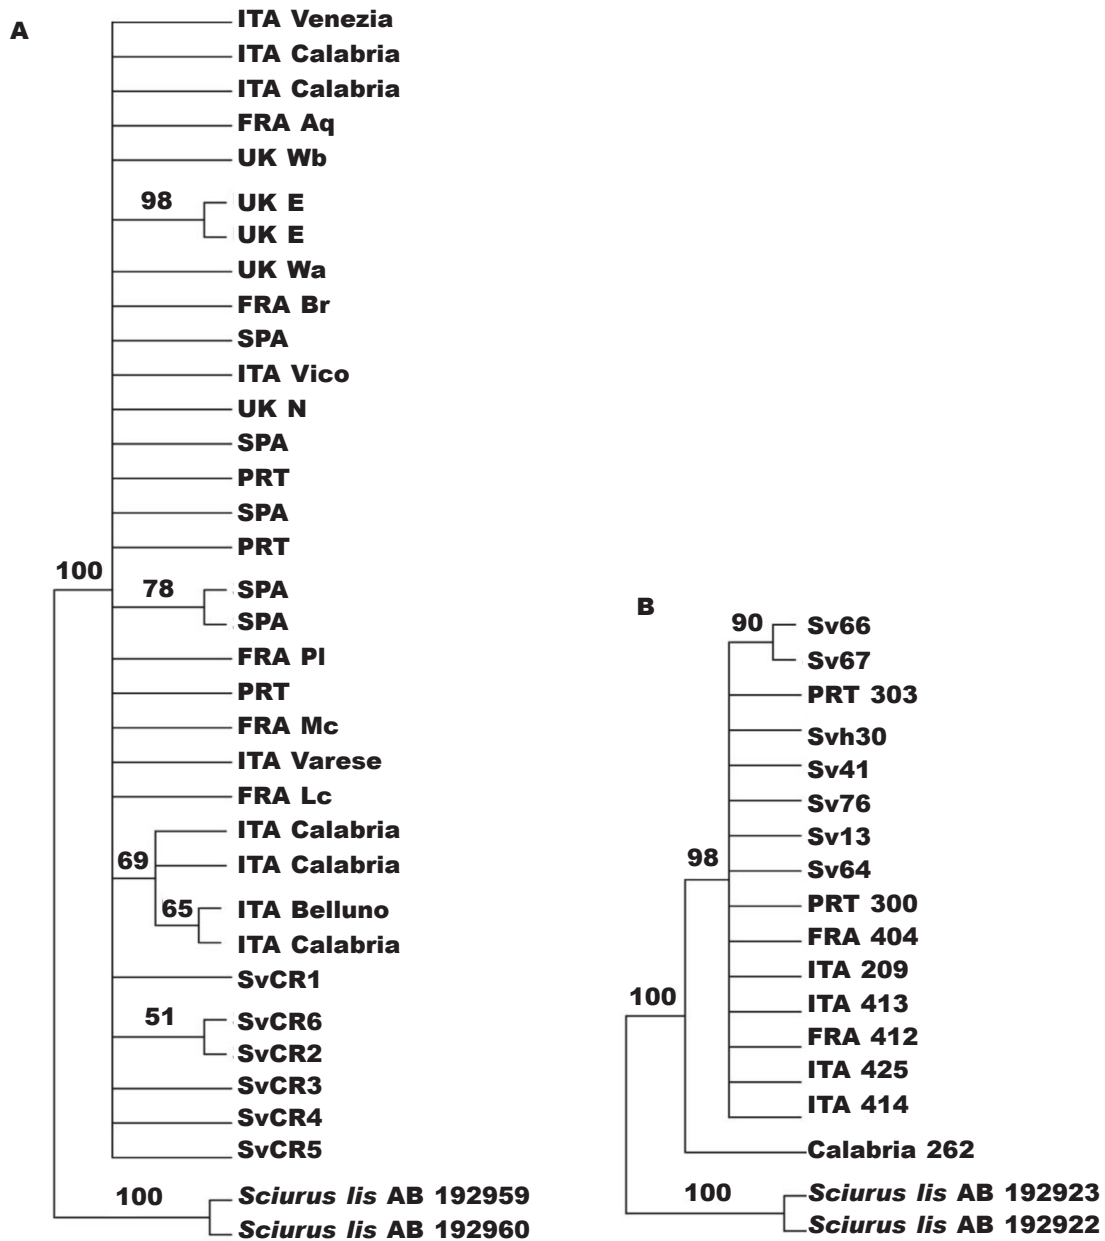 A
ITA Venezia
ITA Calabria
ITA Calabria
FRA Aq
UK Wb
98
UK E
UK E
UK Wa
FRA Br
SPA
ITA Vico
UK N
SPA
PRT
SPA
PRT
100
78
SPA
SPA
FRA Pl
PRT
FRA Mc
ITA Varese
FRA Lc
ITA Calabria
69
ITA Calabria
65
ITA Belluno
ITA Calabria
SvCR1
51
SvCR6
SvCR2
SvCR3
SvCR4
SvCR5
100
Sciurus lis AB 192959
Sciurus lis AB 192960
B
90
Sv66
Sv67
PRT 303
Svh30
Sv41
Sv76
Sv13
98
Sv64
PRT 300
FRA 404
ITA 209
100
ITA 413
FRA 412
ITA 425
ITA 414
Calabria 262
100
Sciurus lis AB 192923
Sciurus lis AB 192922